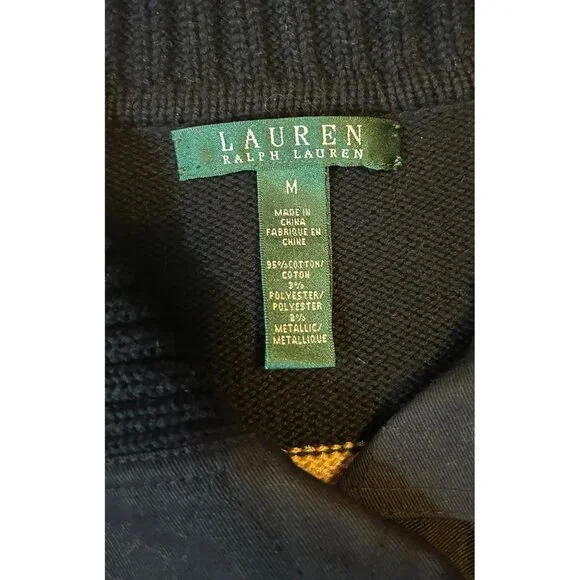 LAUREN
RALPH LAUREN
M
MADE IN
CHINA
FABRIQUE EN
CHINE
95% COTTON/
COTON
3%
POLYESTER/
POLYESTER
2%
METALLIC/
METALLIQUE